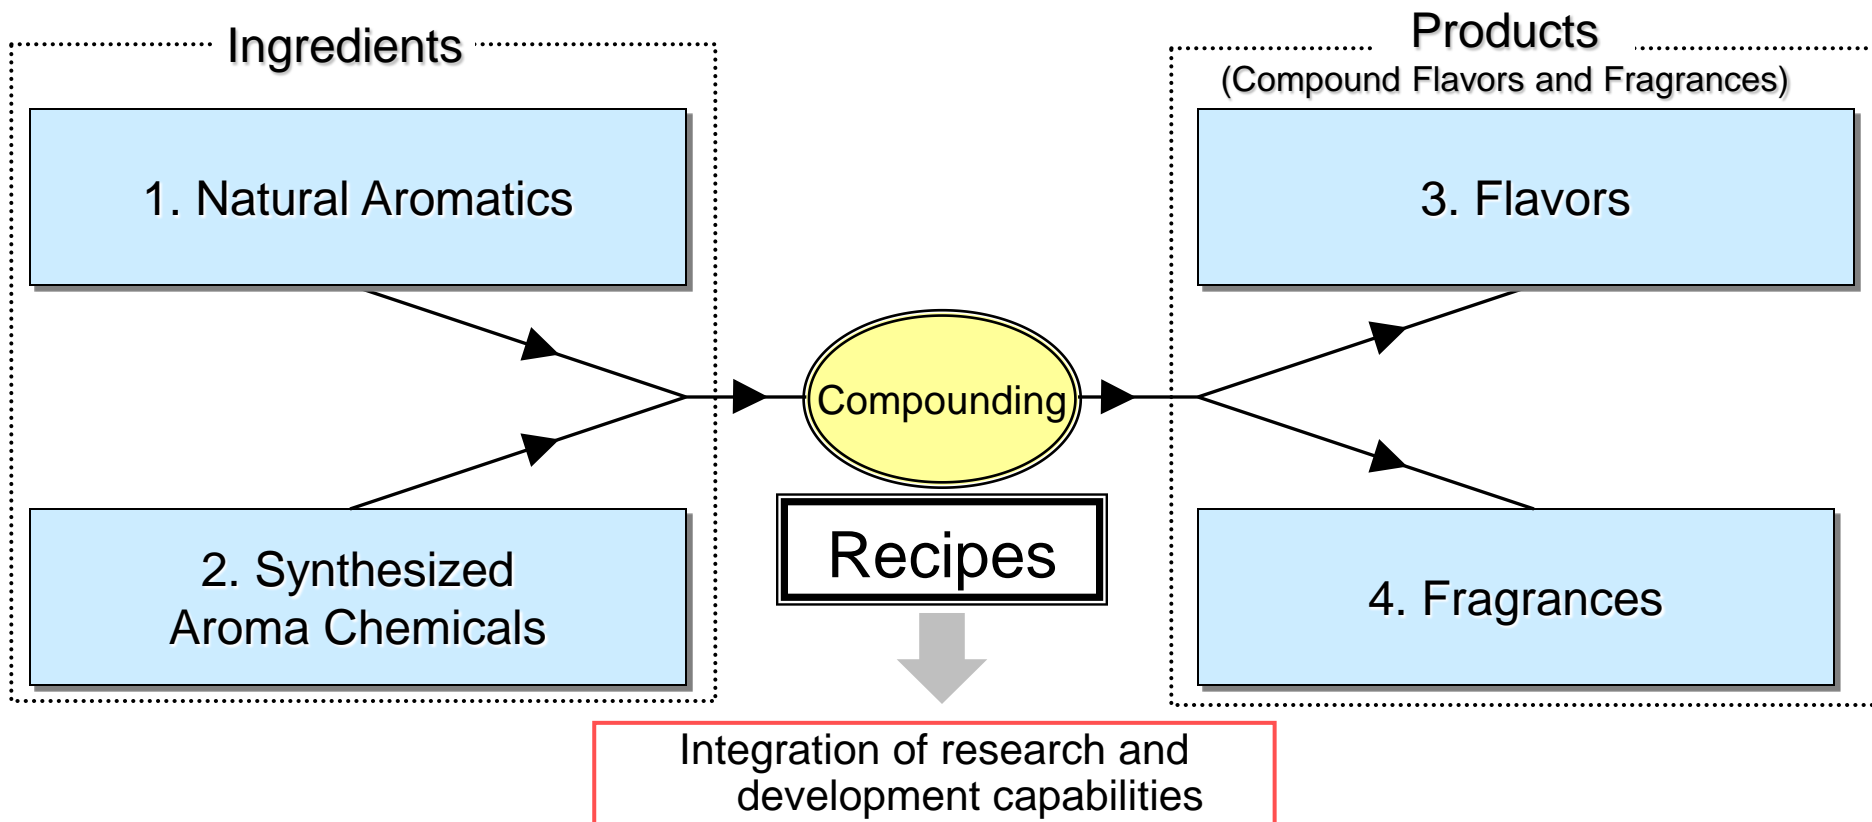 Ingredients
Products
(Compound Flavors and Fragrances)
1. Natural Aromatics
3. Flavors
Compounding
Recipes
2. Synthesized
Aroma Chemicals
4. Fragrances
Integration of research and
development capabilities